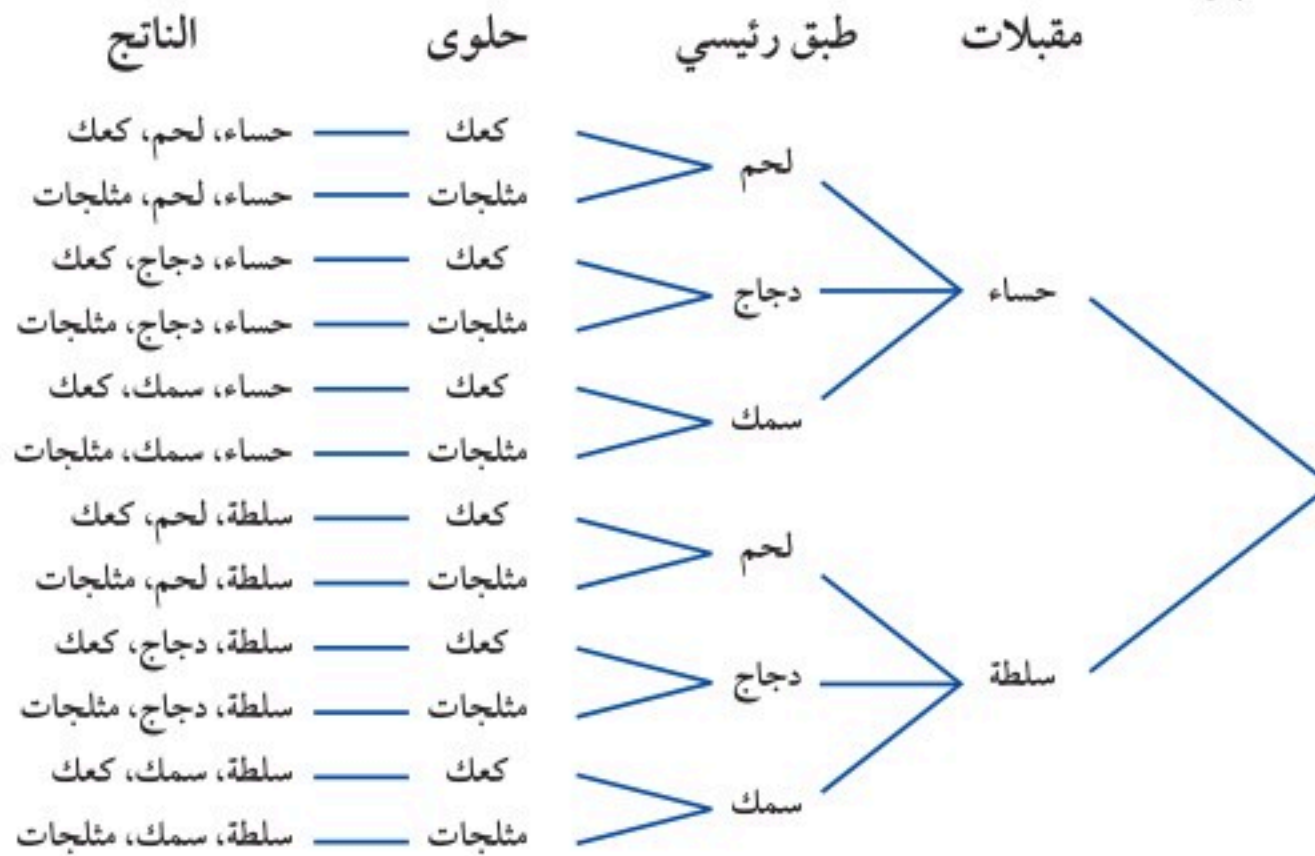 مقبلات طبق رئيسي حلوى الناتج
لحم كعك حساء، لحم، كعك
مثلجات حساء، لحم، مثلجات
حساء دجاج كعك حساء، دجاج، كعك
مثلجات حساء، دجاج، مثلجات
سمك كعك حساء، سمك، كعك
مثلجات حساء، سمك، مثلجات
لحم كعك سلطة، لحم، كعك
مثلجات سلطة، لحم، مثلجات
سلطة دجاج كعك سلطة، دجاج، كعك
مثلجات سلطة، دجاج، مثلجات
سمك كعك سلطة، سمك، كعك
مثلجات سلطة، سمك، مثلجات